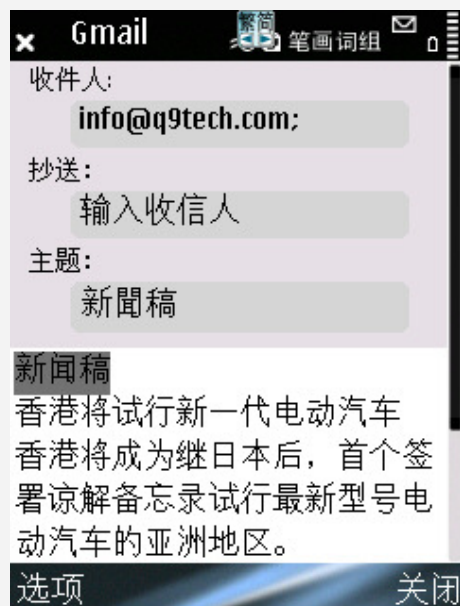 Gmail
繁简
笔画词组
收件人:
info@q9tech.com;
抄送:
输入收信人
主题:
新聞稿
新闻稿
香港将试行新一代电动汽车
香港将成为继日本后，首个签
署谅解备忘录试行最新型号电
动汽车的亚洲地区。
选项 关闭